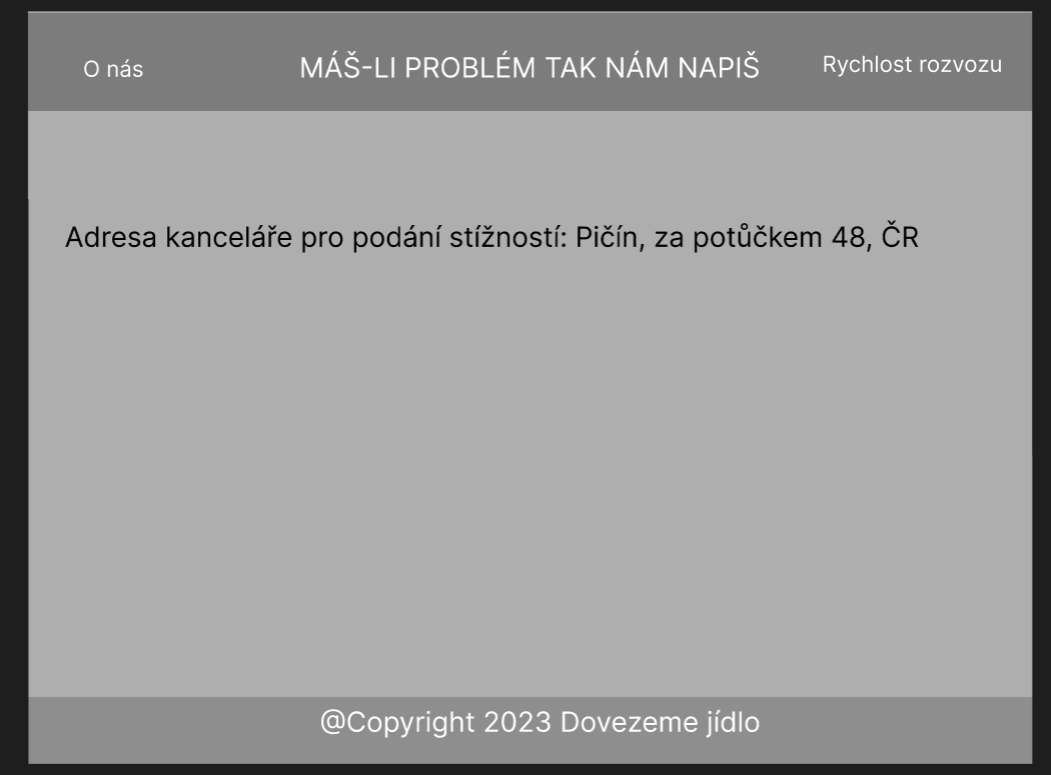 O nás
MÁŠ-LI PROBLÉM TAK NÁM NAPIŠ
Rychlost rozvozu
Adresa kanceláře pro podání stížností: Pičín, za potůčkem 48, ČR
@Copyright 2023 Dovezeme jídlo